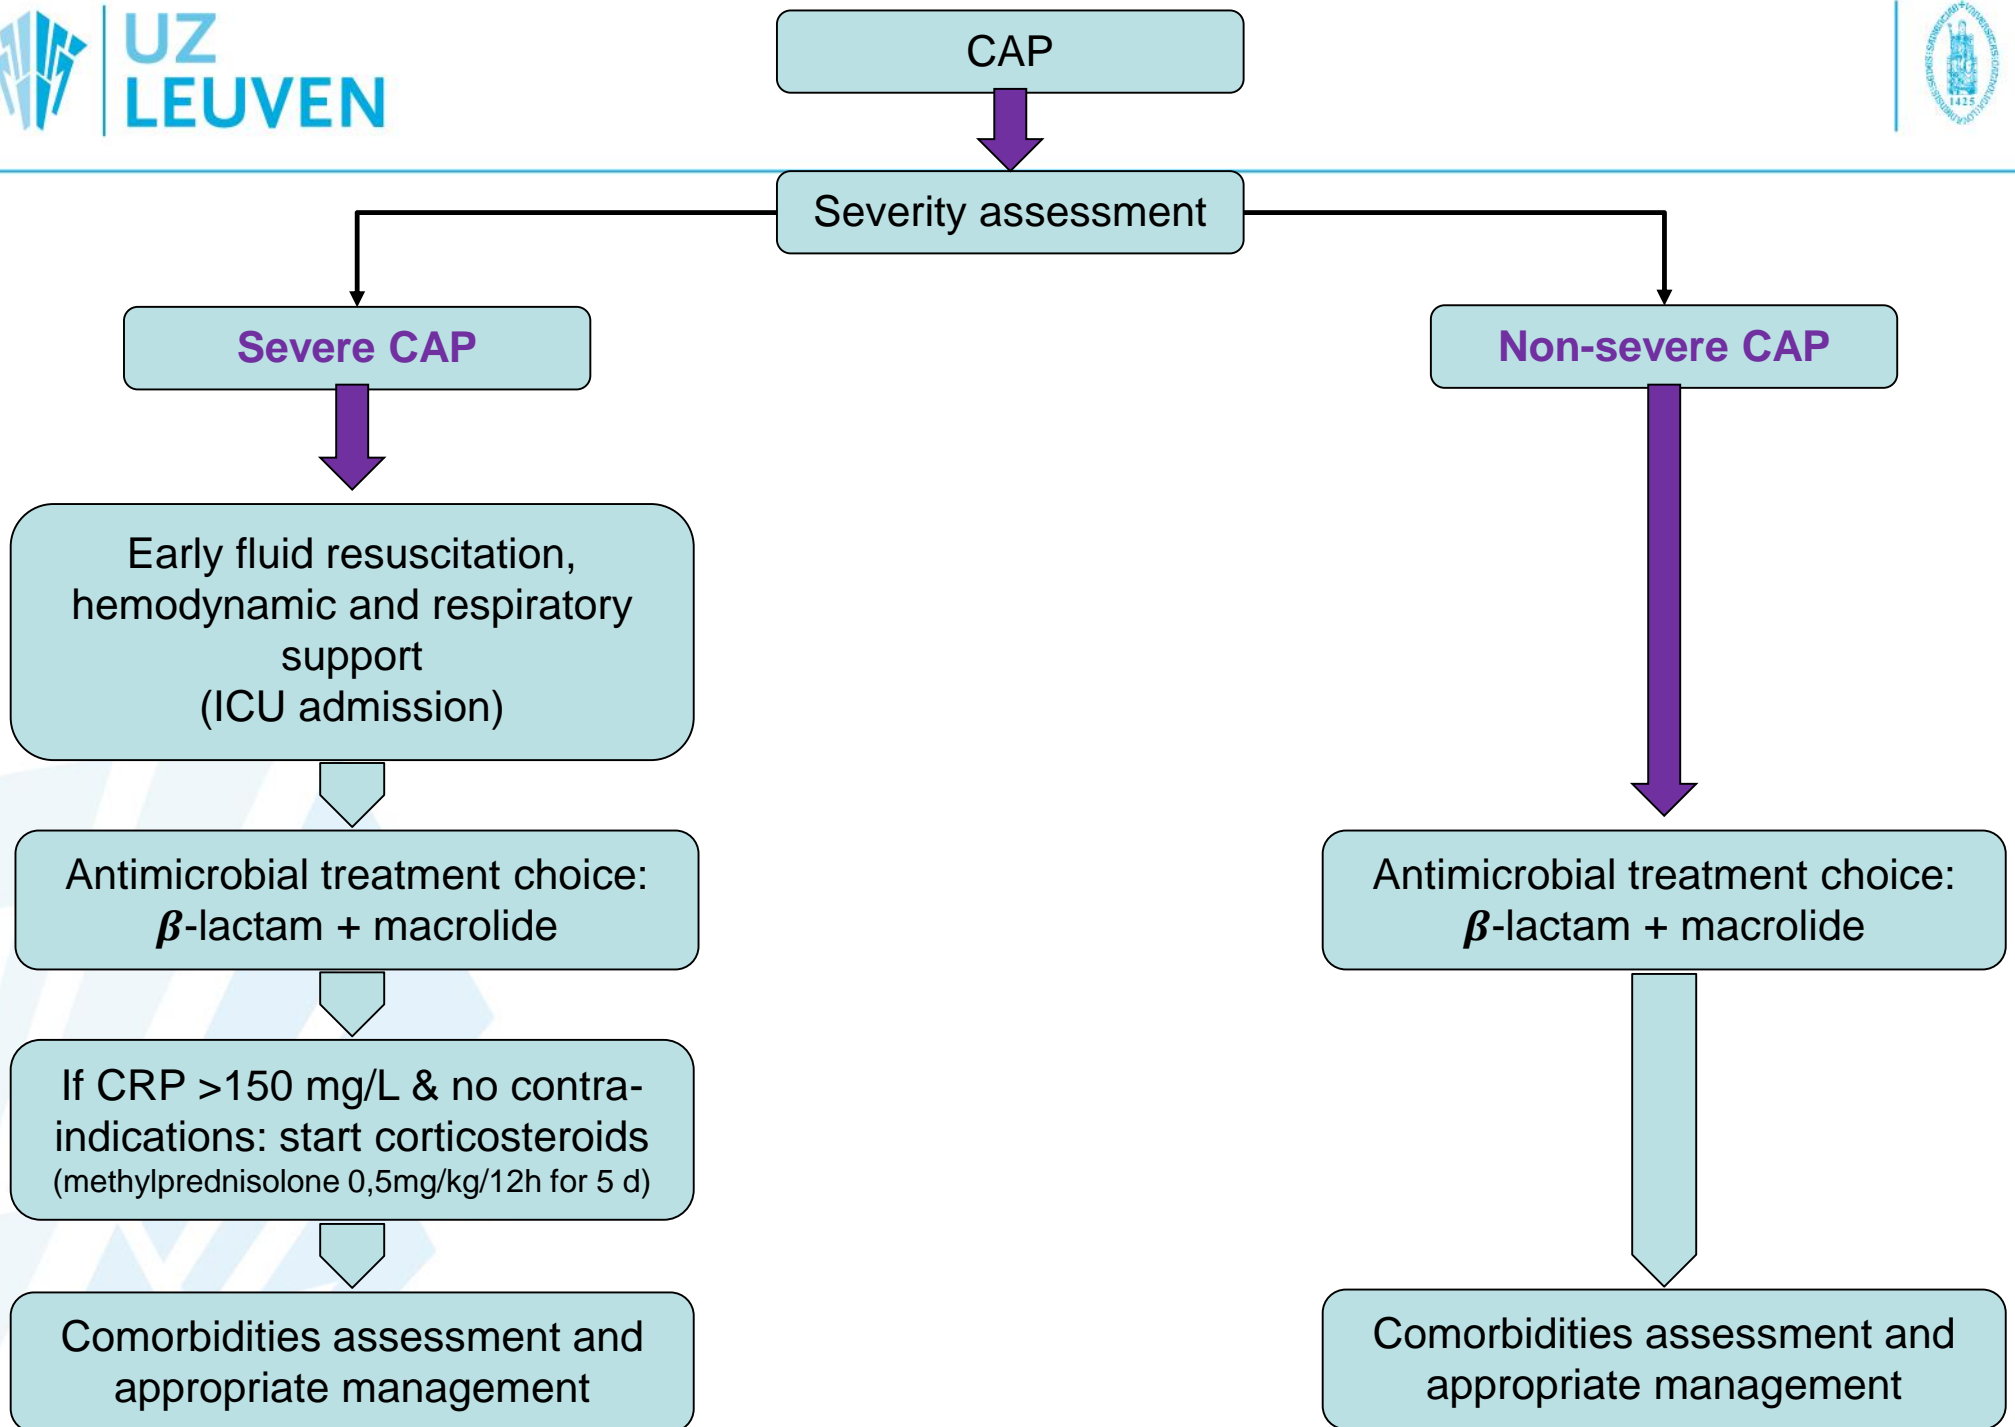 UZ
LEUVEN
CAP
1425
Severity assessment
Severe CAP
Non-severe CAP
Early fluid resuscitation,
hemodynamic and respiratory
support
(ICU admission)
Antimicrobial treatment choice:
β-lactam + macrolide
Antimicrobial treatment choice:
β-lactam + macrolide
If CRP >150 mg/L & no contra-
indications: start corticosteroids
(methylprednisolone 0,5mg/kg/12h for 5 d)
Comorbidities assessment and
appropriate management
Comorbidities assessment and
appropriate management